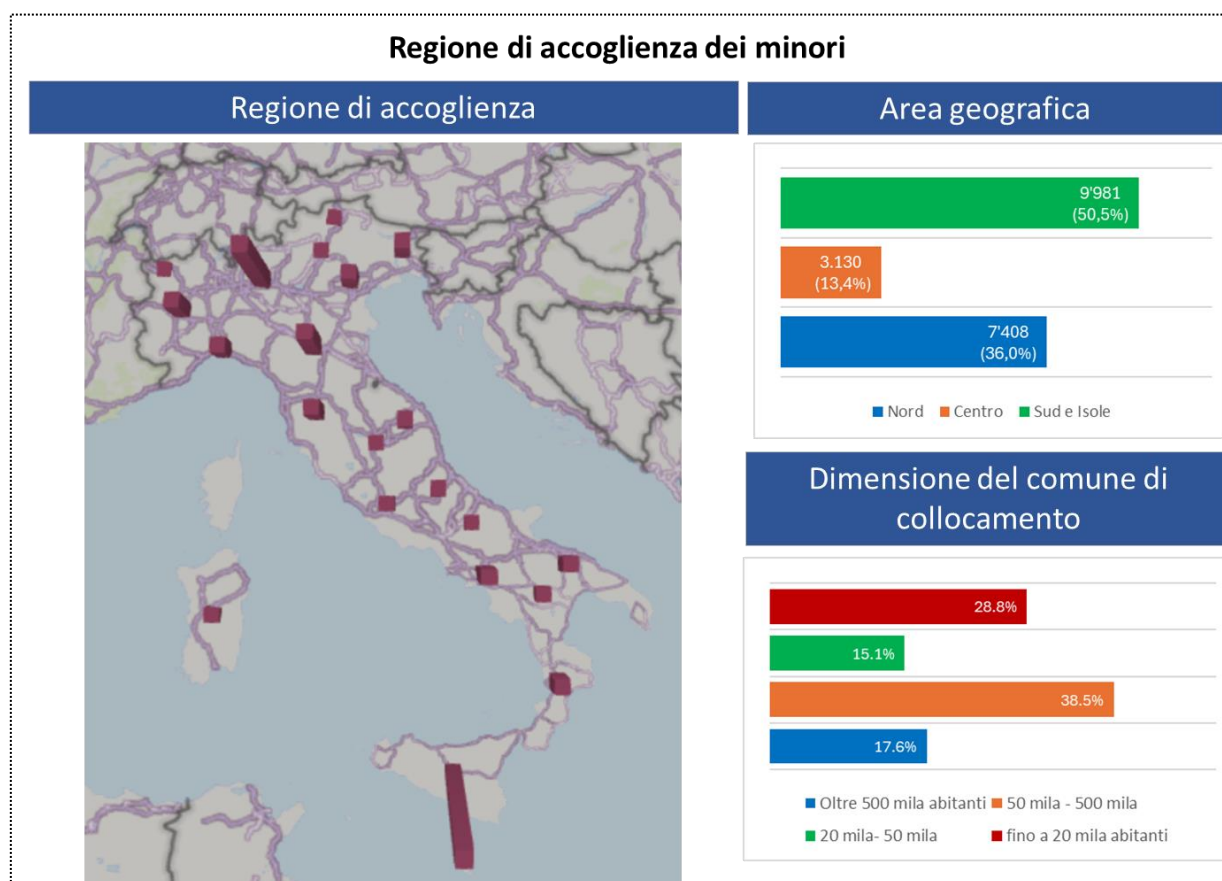 Regione di accoglienza dei minori
Regione di accoglienza
Area geografica
9'981
(50,5%)
3.130
(13,4%)
7'408
(36,0%)
Nord Centro Sud e Isole
Dimensione del comune di
collocamento
28.8%
15.1%
38.5%
17.6%
Oltre 500 mila abitanti 50 mila - 500 mila
20 mila- 50 mila fino a 20 mila abitanti